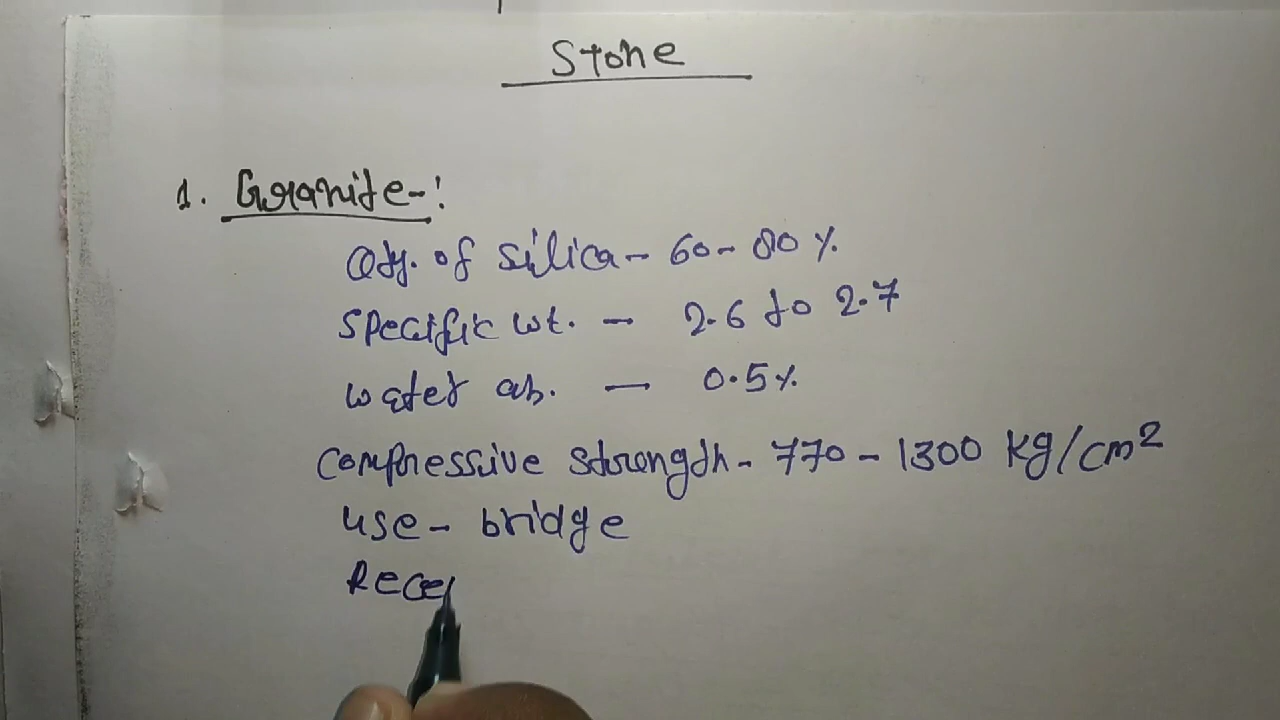 Stone
1. Granite-:
Qty. of silica - 60 - 80%.
Specific wt. - 2.6 to 2.7
water ab. - 0.5%
Compressive strength - 770 - 1300 kg/cm²
use - bridge